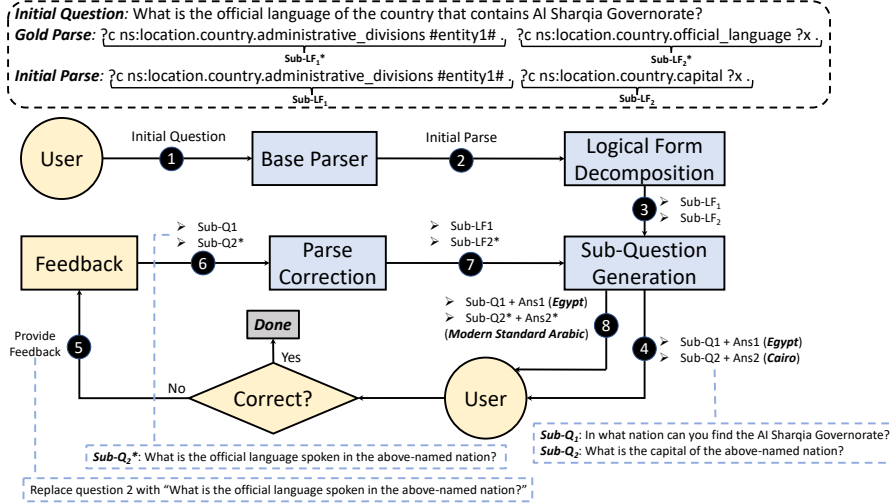 Initial Question: What is the official language of the country that contains Al Sharqia Governorate?
Gold Parse: ?c ns:location.country.administrative_divisions #entity1# . ?c ns:location.country.official_language ?x .
Sub-LF1* Sub-LF2*
Initial Parse: ?c ns:location.country.administrative_divisions #entity1# . ?c ns:location.country.capital ?x .
Sub-LF1 Sub-LF2
User
Initial Question
1
Base Parser
Initial Parse
2
Logical Form
Decomposition
3
➢ Sub-LF1
➢ Sub-LF2
Feedback
➢ Sub-Q1
➢ Sub-Q2*
6
Parse
Correction
➢ Sub-LF1
➢ Sub-LF2*
7
Sub-Question
Generation
➢ Sub-Q1 + Ans1 (Egypt)
➢ Sub-Q2* + Ans2*
(Modern Standard Arabic)
8
4
➢ Sub-Q1 + Ans1 (Egypt)
➢ Sub-Q2 + Ans2 (Cairo)
Provide
Feedback
5
Done
Yes
No
Correct?
User
Sub-Q2*: What is the official language spoken in the above-named nation?
Sub-Q1: In what nation can you find the Al Sharqia Governorate?
Sub-Q2: What is the capital of the above-named nation?
Replace question 2 with “What is the official language spoken in the above-named nation?”